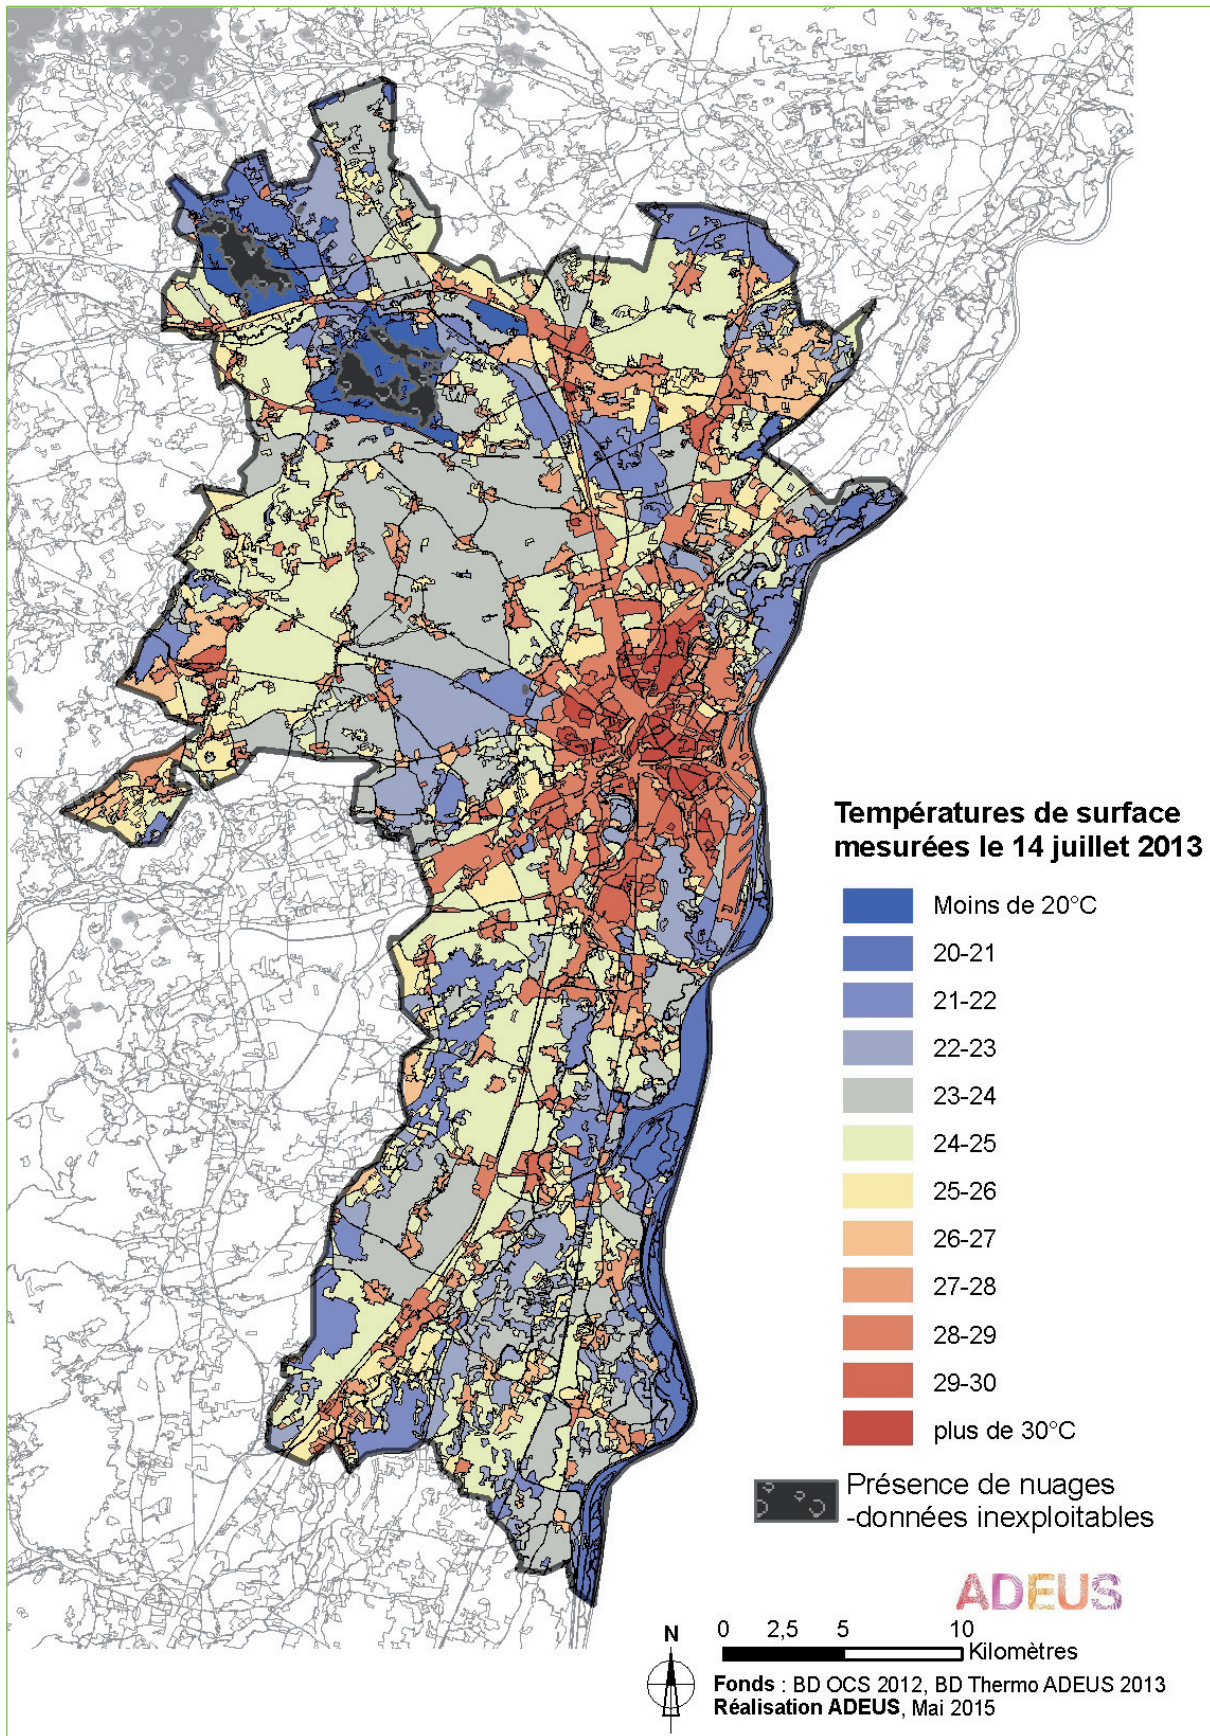 Températures de surface
mesurées le 14 juillet 2013
Moins de 20°C
20-21
21-22
22-23
23-24
24-25
25-26
26-27
27-28
28-29
29-30
plus de 30°C
Présence de nuages
-données inexploitables
ADEUS
N
0 2,5 5 10
Kilomètres
Fonds : BD OCS 2012, BD Thermo ADEUS 2013
Réalisation ADEUS, Mai 2015